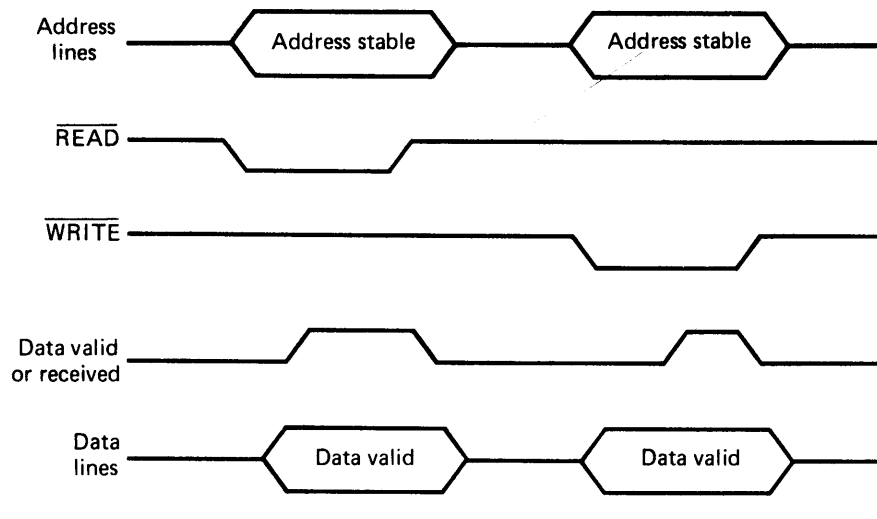 Address
lines
Address stable
Address stable
READ
WRITE
Data valid
or received
Data
lines
Data valid
Data valid